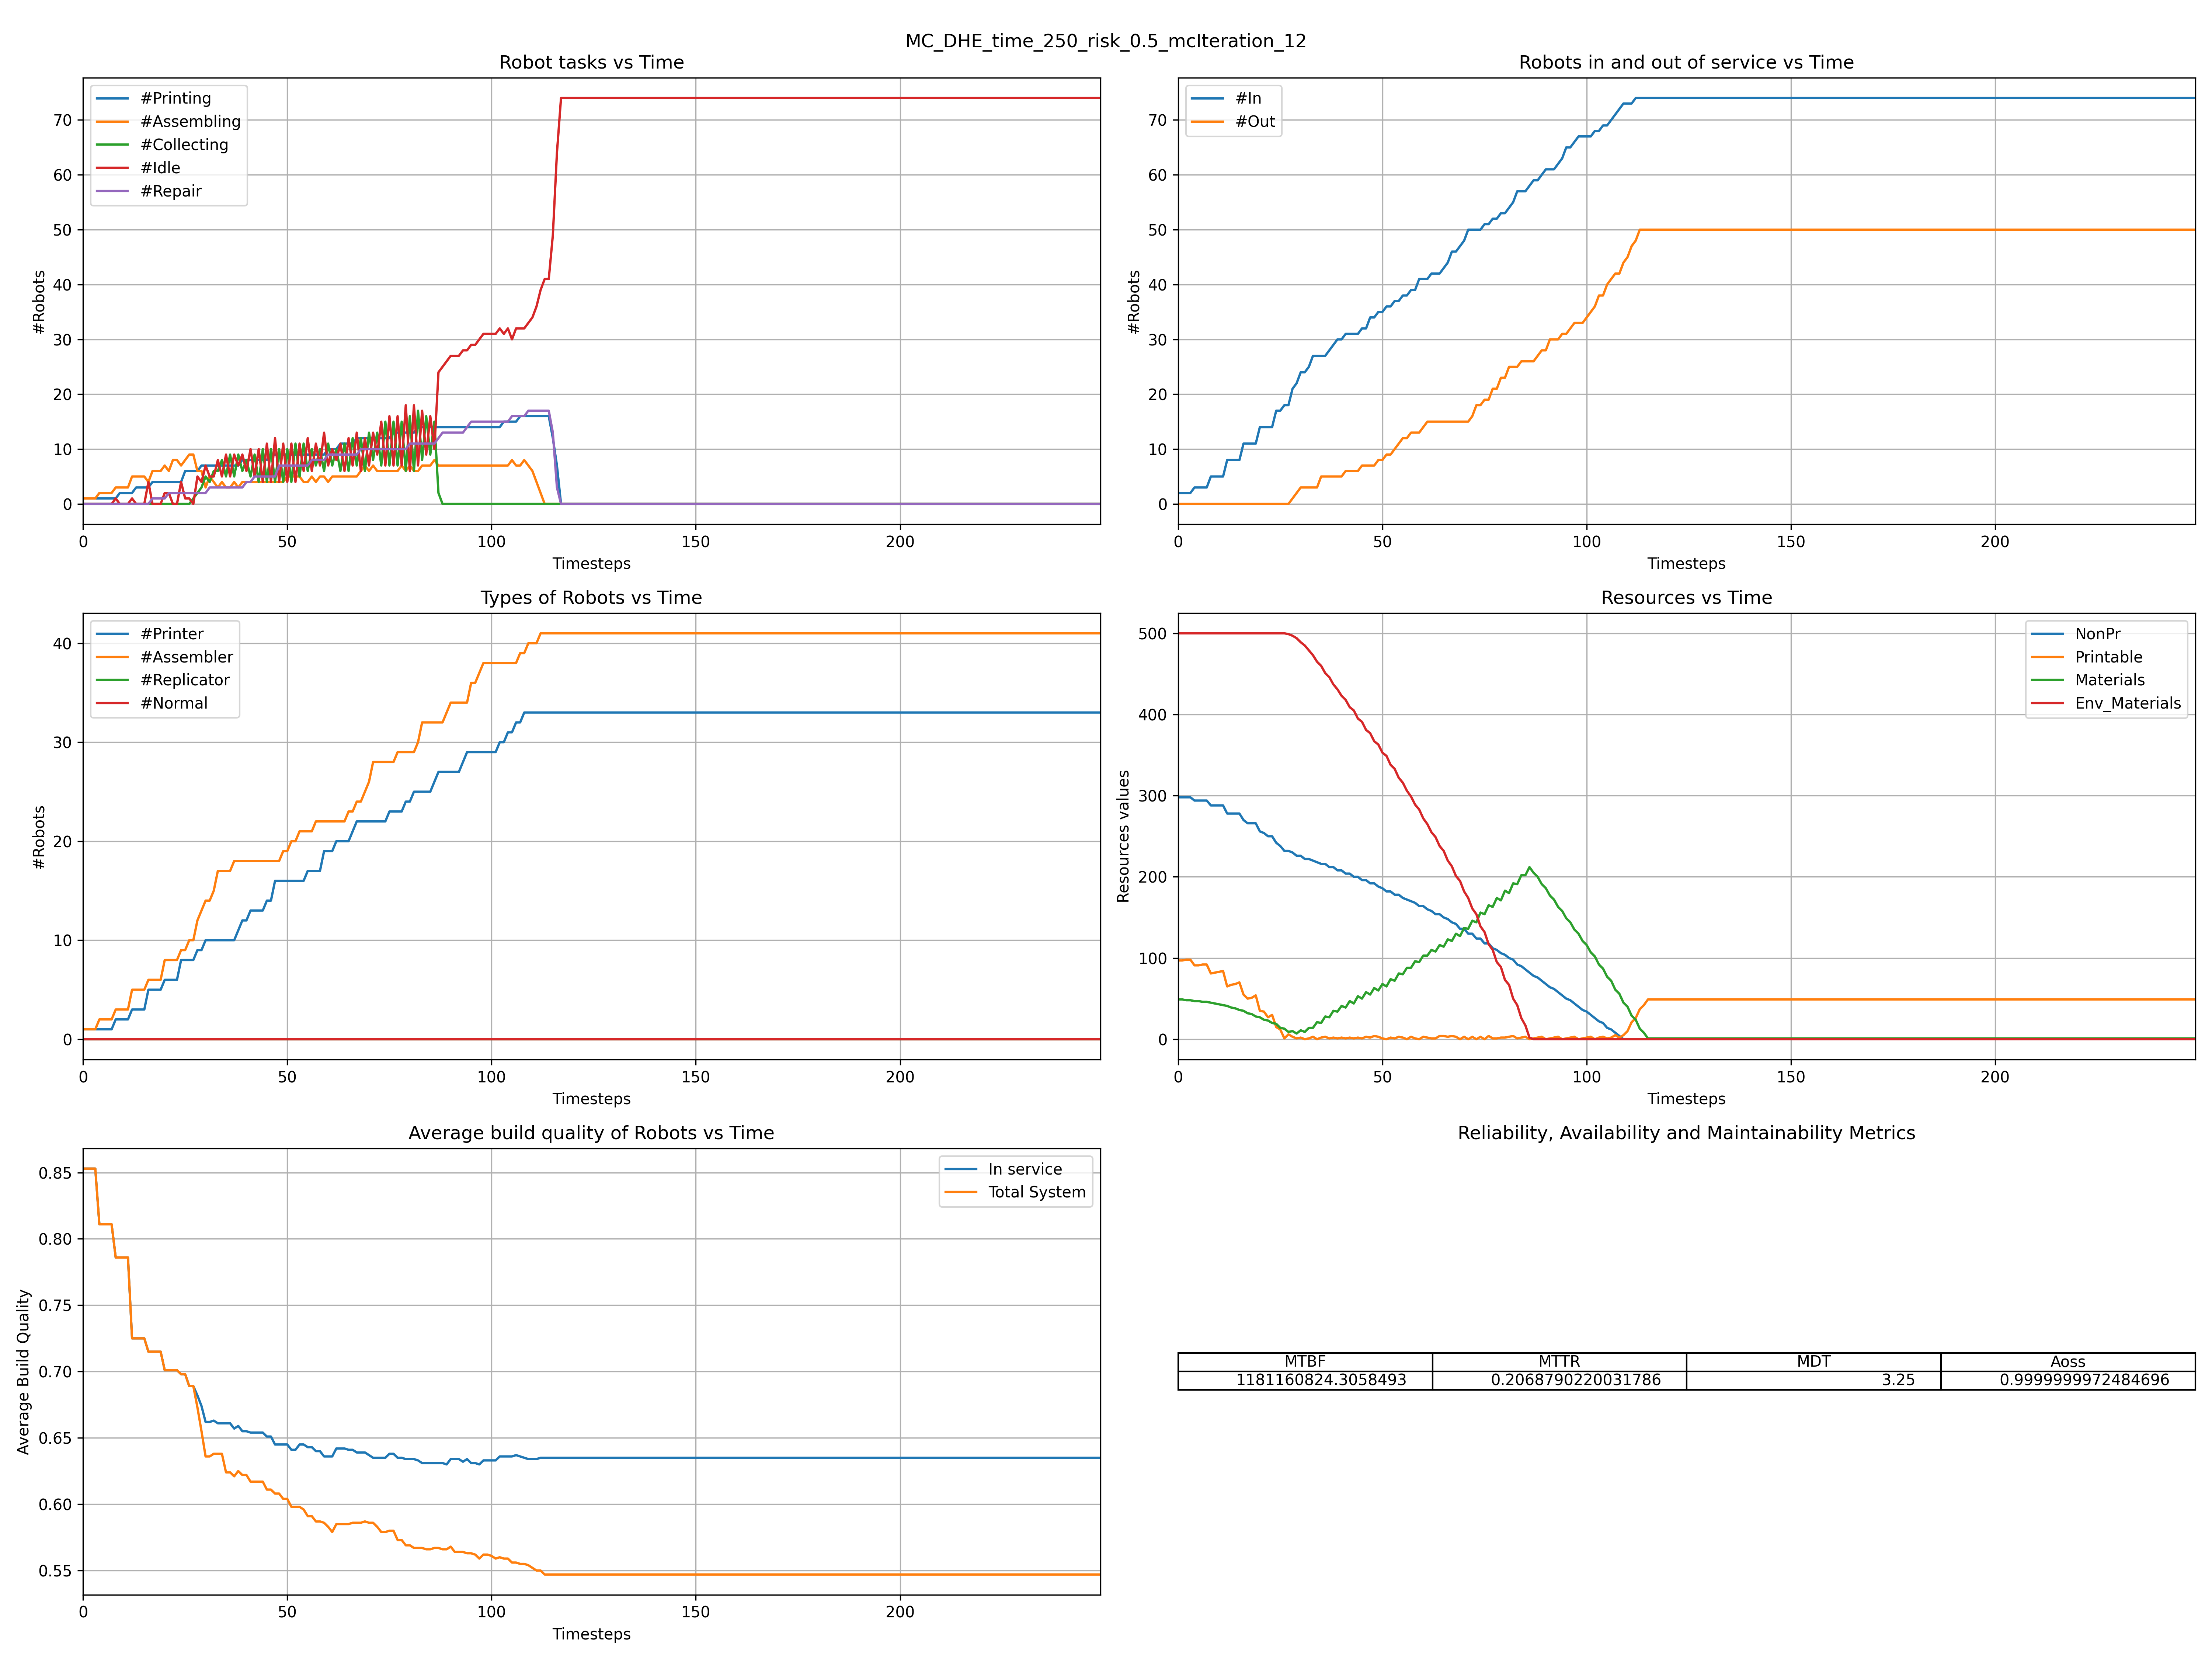 MC_DHE_time_250_risk_0.5_mcIteration_12
Robot tasks vs Time
#Printing
#Assembling
#Collecting
#Idle
#Repair
70
60
50
40
30
20
10
0
#Robots
0 50 100 150 200
Timesteps
Robots in and out of service vs Time
#In
#Out
70
60
50
40
30
20
10
0
#Robots
0 50 100 150 200
Timesteps
Types of Robots vs Time
#Printer
#Assembler
#Replicator
#Normal
40
30
20
10
0
#Robots
0 50 100 150 200
Timesteps
Resources vs Time
NonPr
Printable
Materials
Env_Materials
500
400
300
200
100
0
Resources values
0 50 100 150 200
Timesteps
Average build quality of Robots vs Time
In service
Total System
0.85
0.80
0.75
0.70
0.65
0.60
0.55
Average Build Quality
0 50 100 150 200
Timesteps
Reliability, Availability and Maintainability Metrics
MTBF MTTR MDT Aoss
1181160824.3058493 0.2068790220031786 3.25 0.9999999972484696